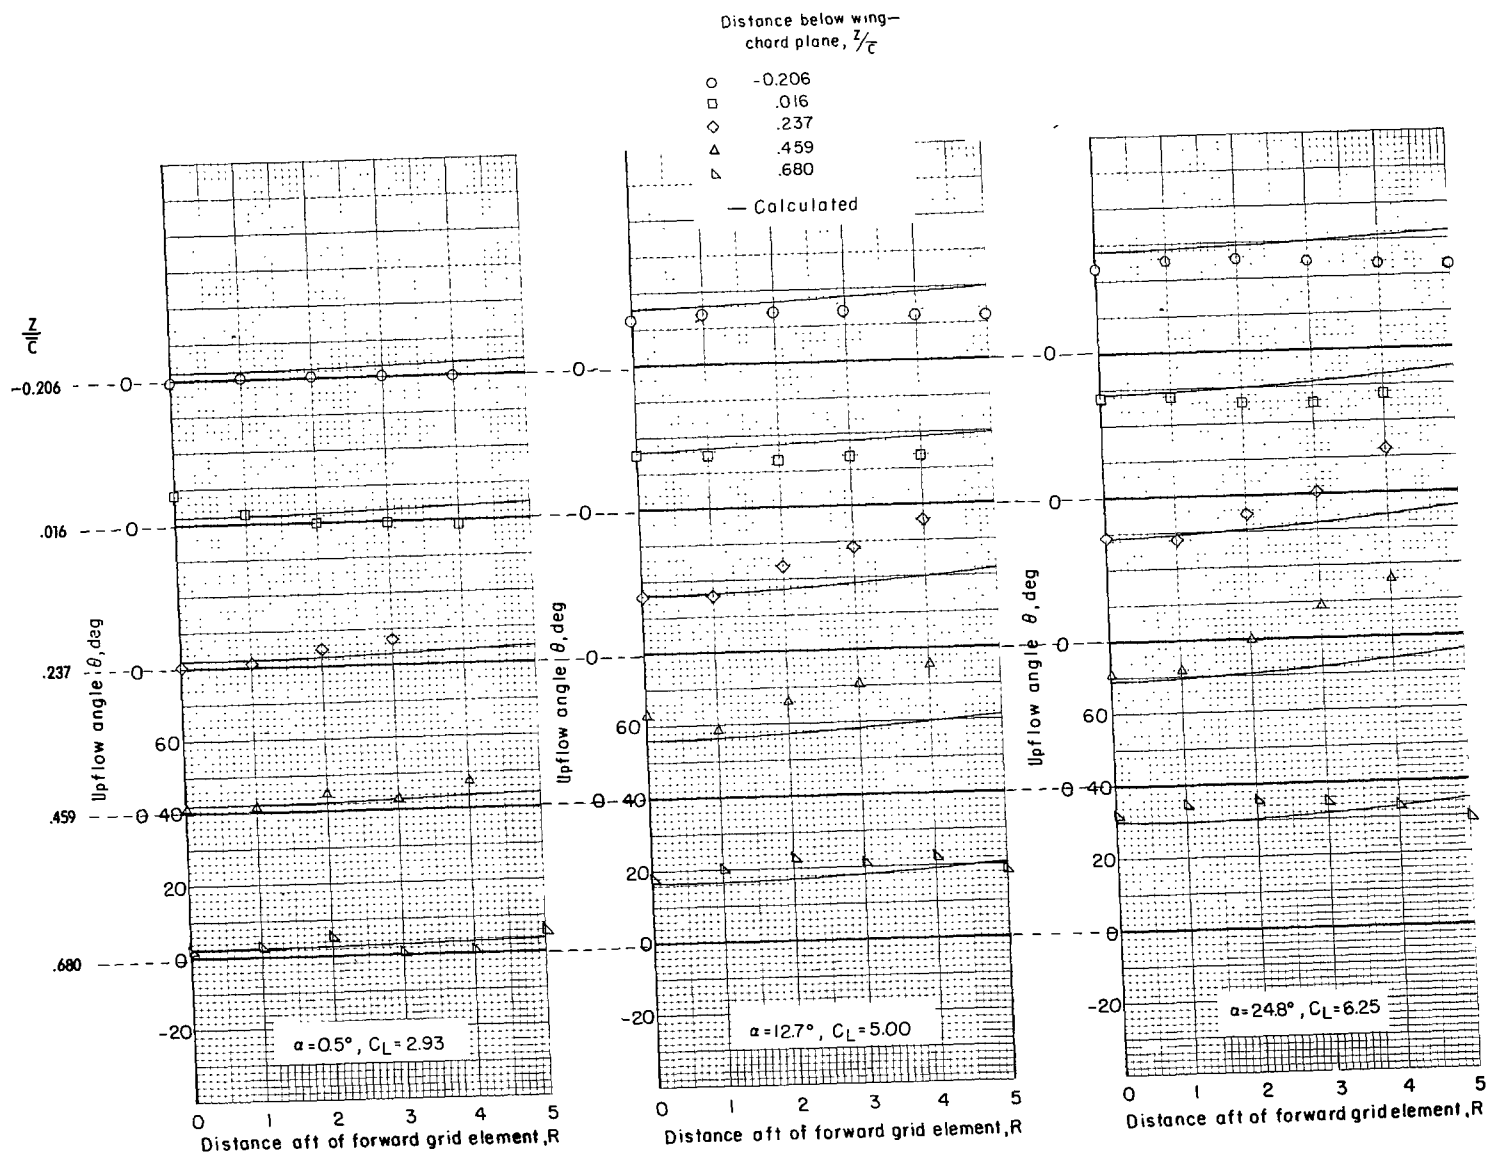 Distance below wing–
chord plane, z/c̅
-0.206
.016
.237
.459
.680
— Calculated
Z/C̅
-0.206 --- 0
.016 --- 0
.237 --- 0
60
.459 --- 0 40
20
.680 ---- 0
-20
Upflow angle θ, deg
α=0.5°, CL=2.93
0 1 2 3 4 5
Distance aft of forward grid element, R
--- 0
--- 0
--- 0
60
--- 0 40
20
--- 0
-20
Upflow angle θ, deg
α=12.7°, CL=5.00
0 1 2 3 4 5
Distance aft of forward grid element, R
--- 0
--- 0
--- 0
60
--- 0 40
20
--- 0
-20
Upflow angle θ, deg
α=24.8°, CL=6.25
0 1 2 3 4 5
Distance aft of forward grid element, R